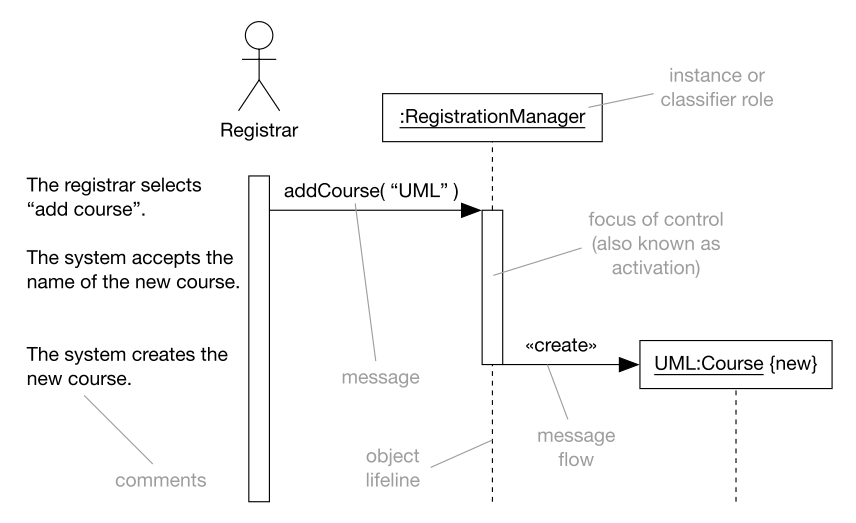 instance or
classifier role
:RegistrationManager
Registrar
The registrar selects
“add course”.
addCourse( “UML” )
focus of control
(also known as
activation)
The system accepts the
name of the new course.
«create»
The system creates the
new course.
UML:Course {new}
message
message
flow
object
lifeline
comments